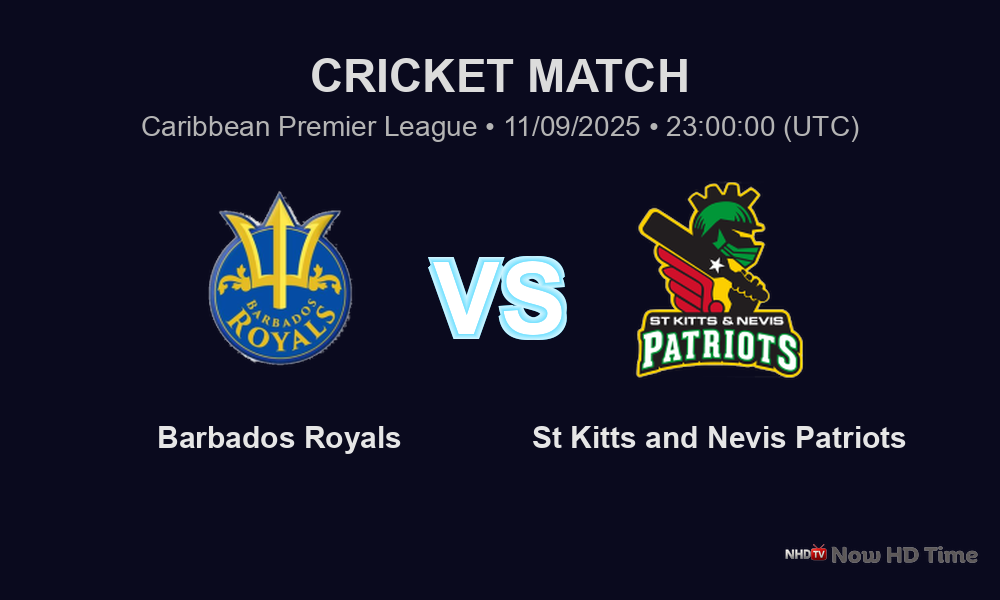 CRICKET MATCH
Caribbean Premier League • 11/09/2025 • 23:00:00 (UTC)
BARBADOS
ROYALS
VS
ST KITTS & NEVIS
PATRIOTS
Barbados Royals
St Kitts and Nevis Patriots
NHDTV Now HD Time